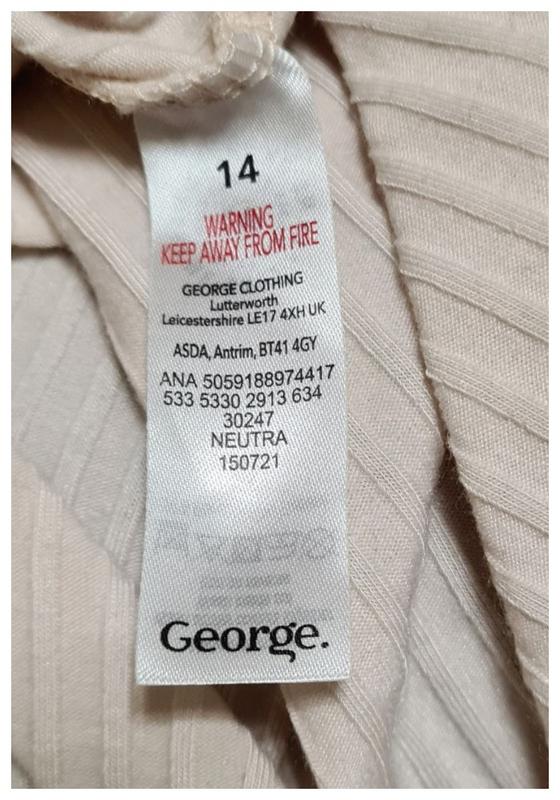 14
WARNING
KEEP AWAY FROM FIRE
GEORGE CLOTHING
Lutterworth
Leicestershire LE17 4XH UK
ASDA, Antrim, BT41 4GY
ANA 5059188974417
533 5330 2913 634
30247
NEUTRA
150721
George.